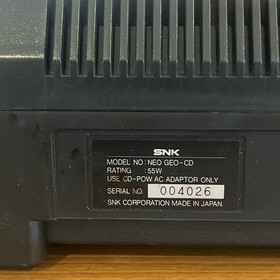 SNK
MODEL NO: NEO GEO-CD
RATING :55W
USE CD-POW AC ADAPTOR ONLY
SERIAL NO. 004026
SNK CORPORATION MADE IN JAPAN.